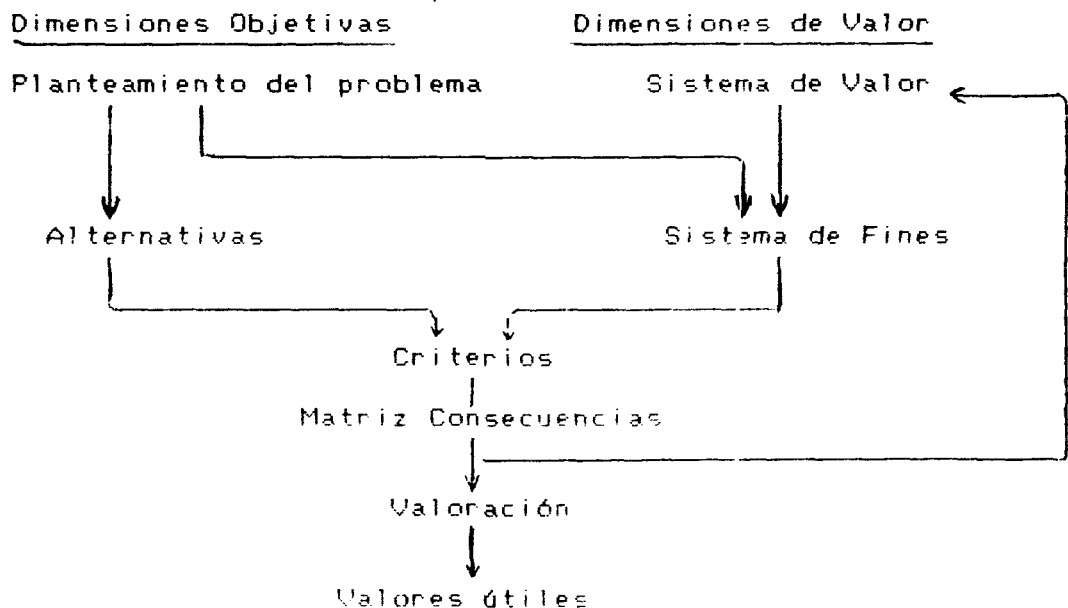 Dimensiones Objetivas Dimensiones de Valor
Planteamiento del problema Sistema de Valor
Alternativas Sistema de Fines
Criterios
Matriz Consecuencias
Valoración
Valores útiles